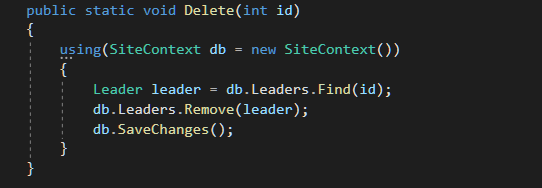 public static void Delete(int id)
{
using(SiteContext db = new SiteContext())
{
Leader leader = db.Leaders.Find(id);
db.Leaders.Remove(leader);
db.SaveChanges();
}
}